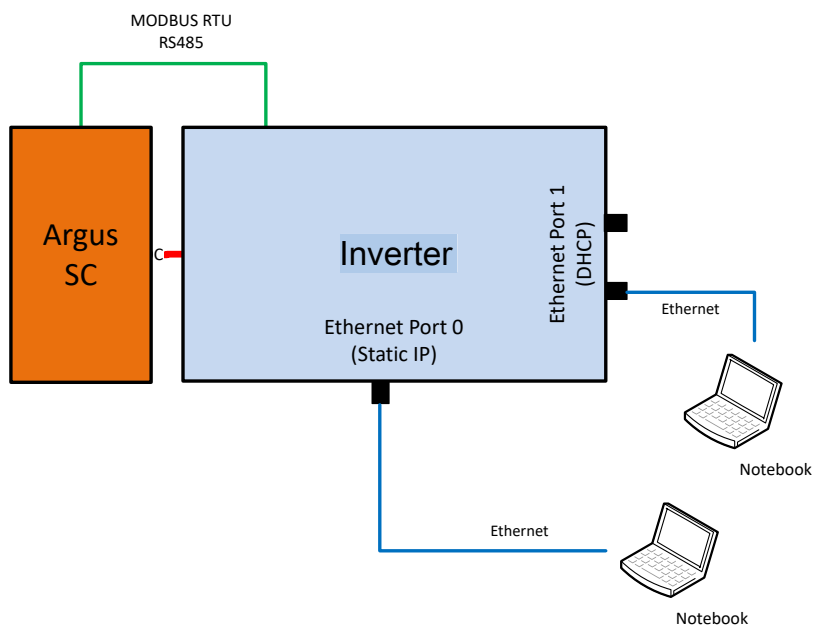 MODBUS RTU
RS485
Argus
SC
C
Inverter
Ethernet Port 1
(DHCP)
Ethernet Port 0
(Static IP)
Ethernet
Notebook
Ethernet
Notebook